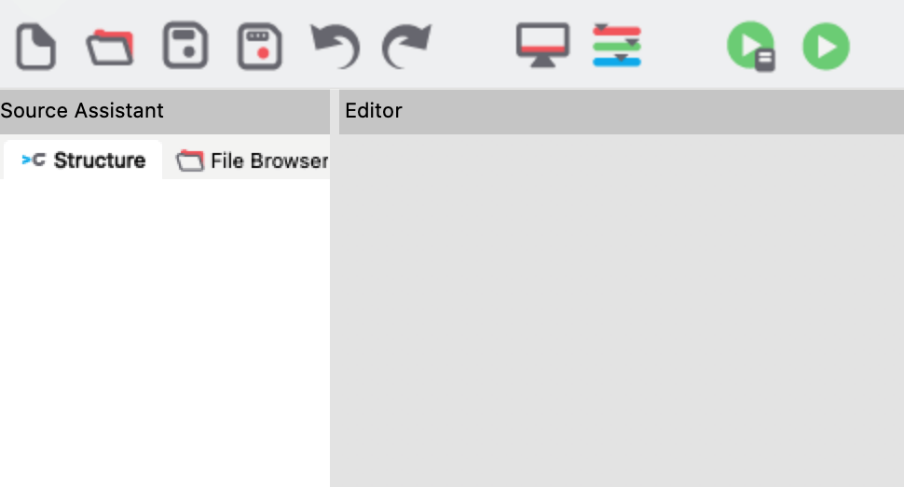 Source Assistant
Editor
Structure
File Browser